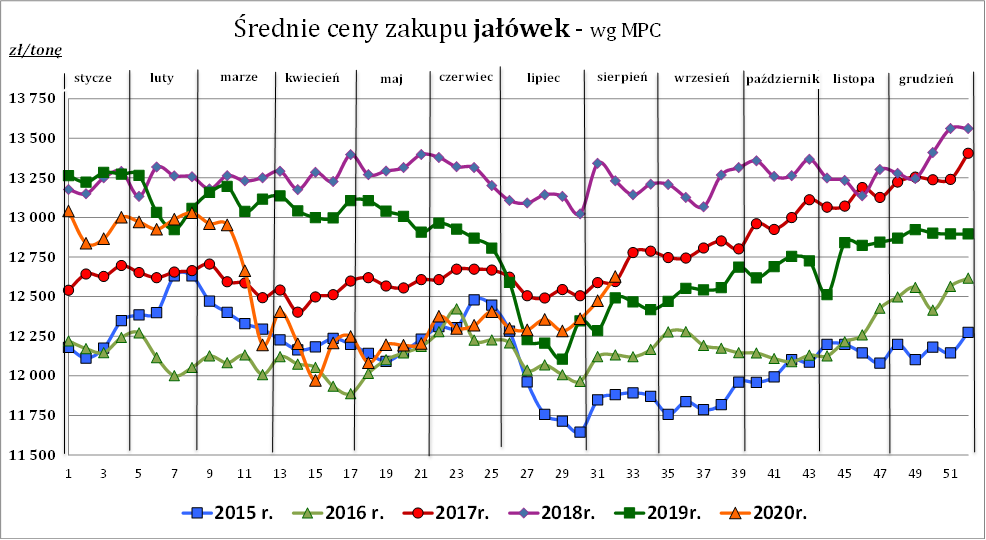 Średnie ceny zakupu jałówek - wg MPC
zł/tonę
stycze luty marze kwiecień maj czerwiec lipiec sierpień wrzesień październik listopa grudzień
13 750
13 500
13 250
13 000
12 750
12 500
12 250
12 000
11 750
11 500
1 3 5 7 9 11 13 15 17 19 21 23 25 27 29 31 33 35 37 39 41 43 45 47 49 51
2015 r. 2016 r. 2017r. 2018r. 2019r. 2020r.